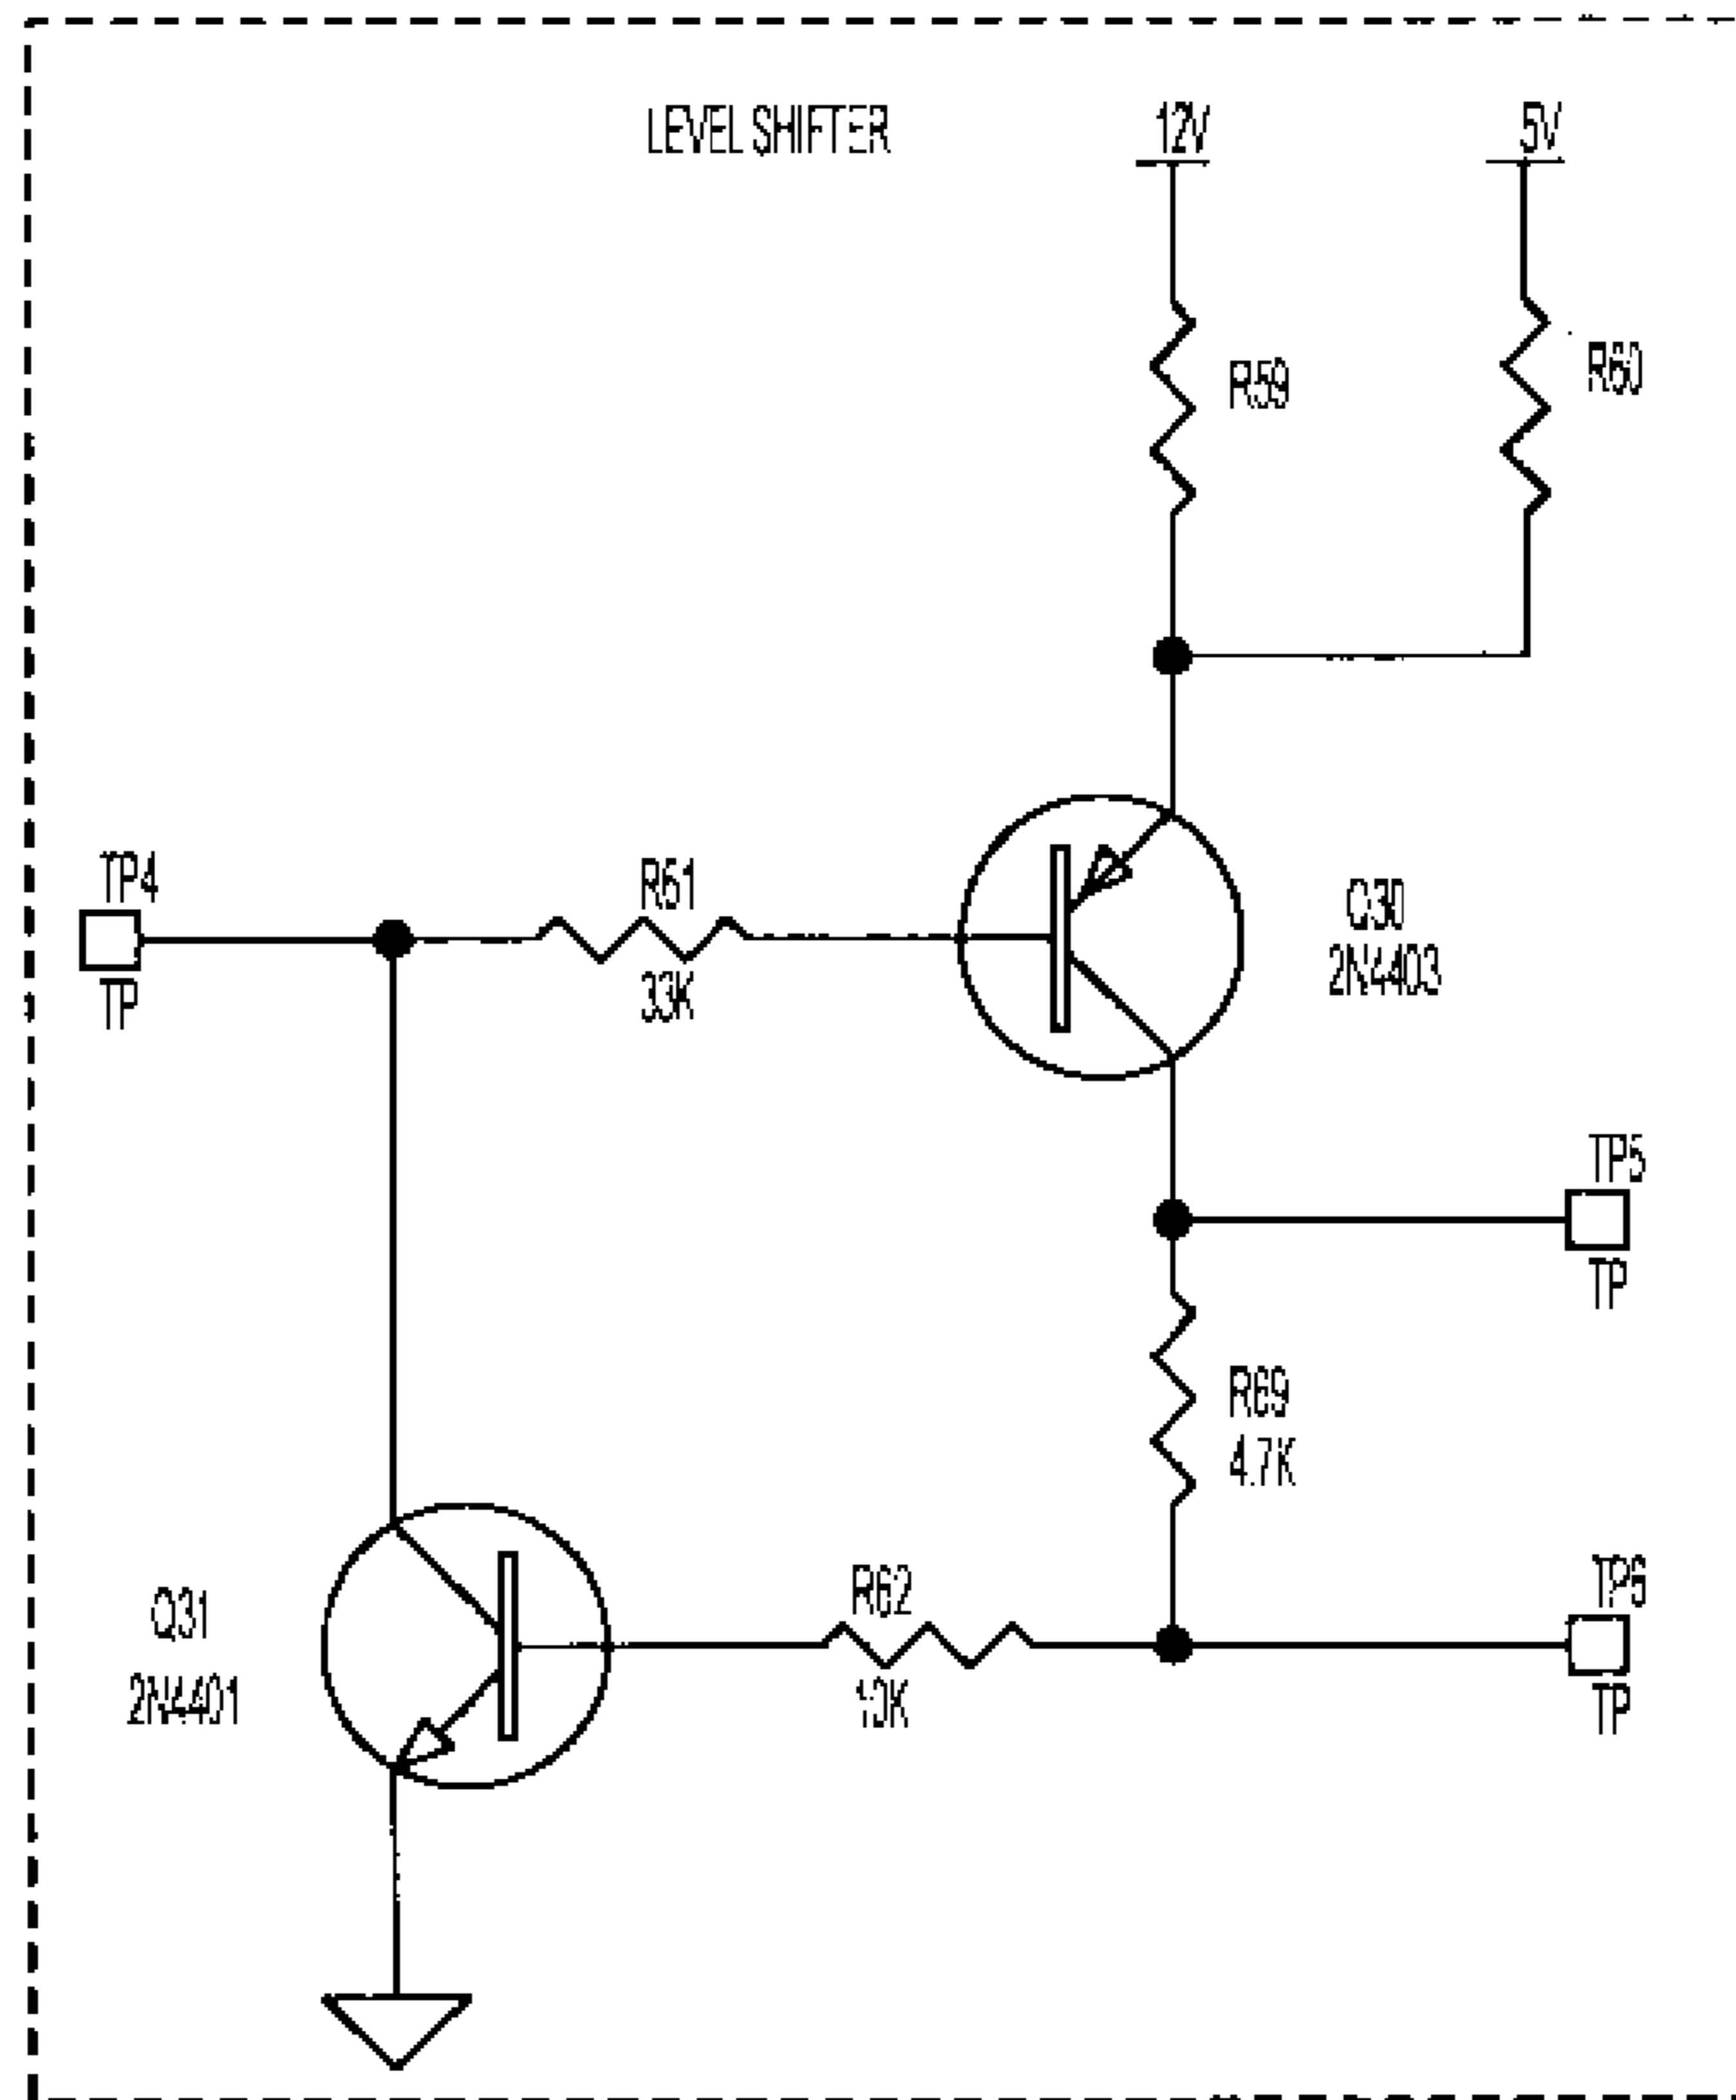 LEVEL SHIFTER
12V
5V
R59
R60
TP4
TP
R61
33K
Q30
2N4403
TP5
TP
R69
4.7K
Q31
2N4401
R62
10K
TP6
TP